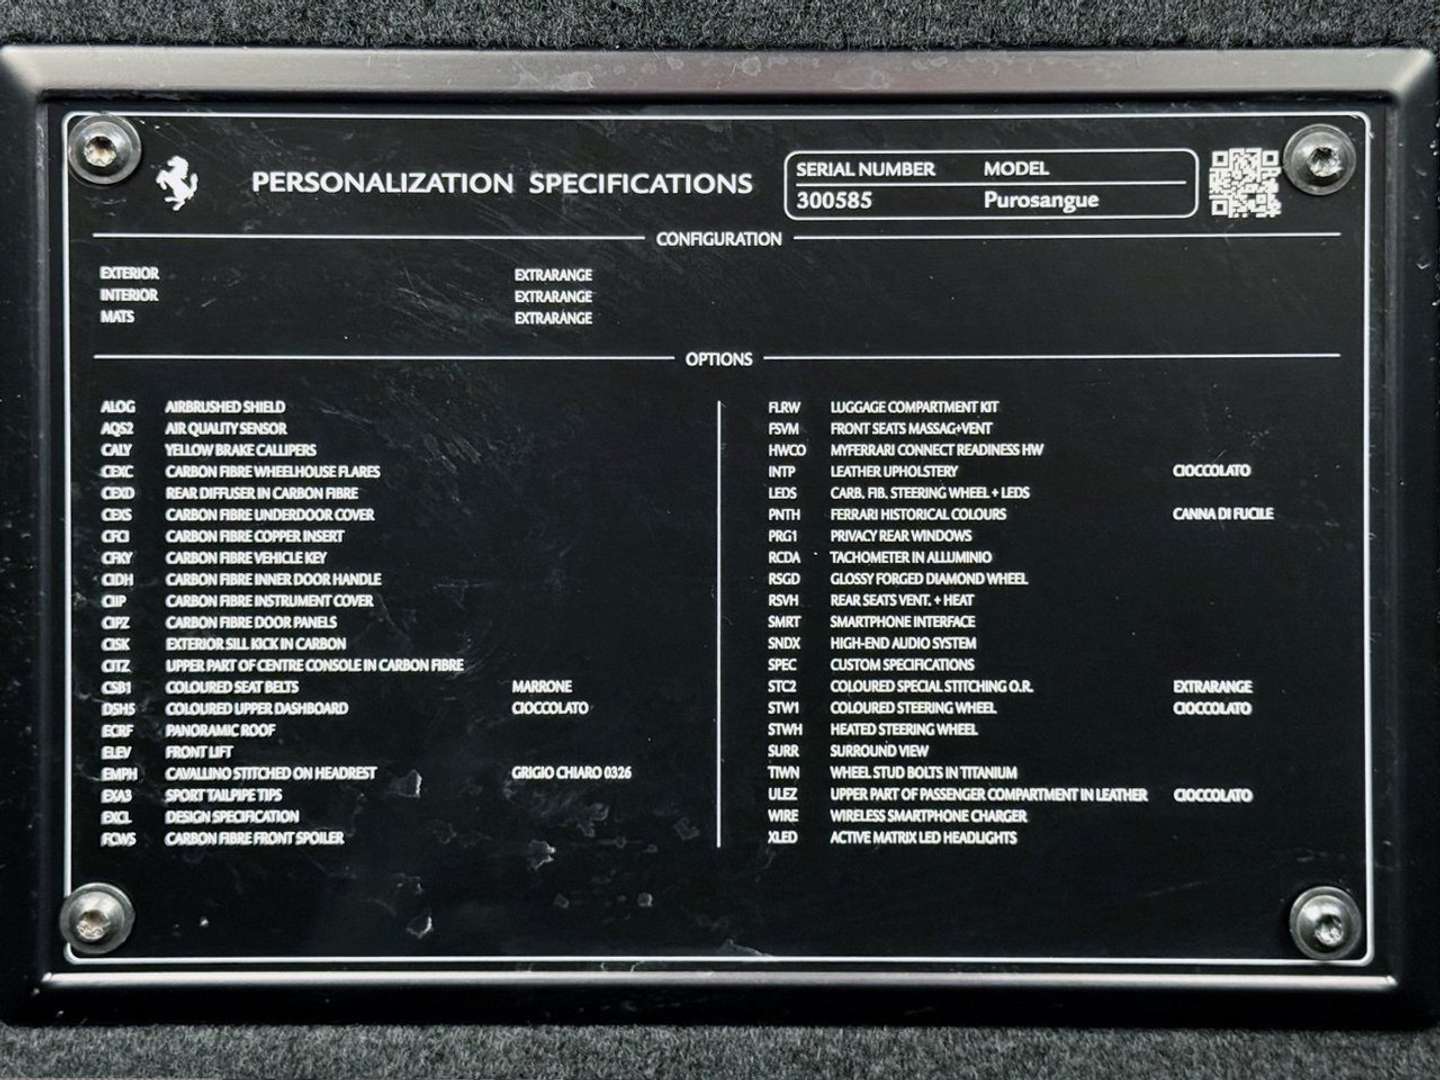 PERSONALIZATION SPECIFICATIONS
SERIAL NUMBER MODEL
300585 Purosangue
CONFIGURATION
EXTERIOR EXTRARANGE
INTERIOR EXTRARANGE
MATS EXTRARANGE
OPTIONS
ALOG AIRBRUSHED SHIELD
AQS2 AIR QUALITY SENSOR
CALY YELLOW BRAKE CALLIPERS
CEXC CARBON FIBRE WHEELHOUSE FLARES
CEXD REAR DIFFUSER IN CARBON FIBRE
CEXS CARBON FIBRE UNDERDOOR COVER
CFCI CARBON FIBRE COPPER INSERT
CFKY CARBON FIBRE VEHICLE KEY
CIDH CARBON FIBRE INNER DOOR HANDLE
CIIP CARBON FIBRE INSTRUMENT COVER
CIPZ CARBON FIBRE DOOR PANELS
CISK EXTERIOR SILL KICK IN CARBON
CITZ UPPER PART OF CENTRE CONSOLE IN CARBON FIBRE
CSB1 COLOURED SEAT BELTS MARRONE
DSH5 COLOURED UPPER DASHBOARD CIOCCOLATO
ECRF PANORAMIC ROOF
ELEV FRONT LIFT
EMPH CAVALLINO STITCHED ON HEADREST GRIGIO CHIARO 0326
EXA3 SPORT TAILPIPE TIPS
EXCL DESIGN SPECIFICATION
FCWS CARBON FIBRE FRONT SPOILER
FLRW LUGGAGE COMPARTMENT KIT
FSVM FRONT SEATS MASSAG+VENT
HWCO MYFERRARI CONNECT READINESS HW
INTP LEATHER UPHOLSTERY CIOCCOLATO
LEDS CARB. FIB. STEERING WHEEL + LEDS
PNTH FERRARI HISTORICAL COLOURS CANNA DI FUCILE
PRG1 PRIVACY REAR WINDOWS
RCDA TACHOMETER IN ALLUMINIO
RSGD GLOSSY FORGED DIAMOND WHEEL
RSVH REAR SEATS VENT. + HEAT
SMRT SMARTPHONE INTERFACE
SNDX HIGH-END AUDIO SYSTEM
SPEC CUSTOM SPECIFICATIONS
STC2 COLOURED SPECIAL STITCHING O.R. EXTRARANGE
STW1 COLOURED STEERING WHEEL CIOCCOLATO
STWH HEATED STEERING WHEEL
SURR SURROUND VIEW
TIWN WHEEL STUD BOLTS IN TITANIUM
ULEZ UPPER PART OF PASSENGER COMPARTMENT IN LEATHER CIOCCOLATO
WIRE WIRELESS SMARTPHONE CHARGER
XLED ACTIVE MATRIX LED HEADLIGHTS